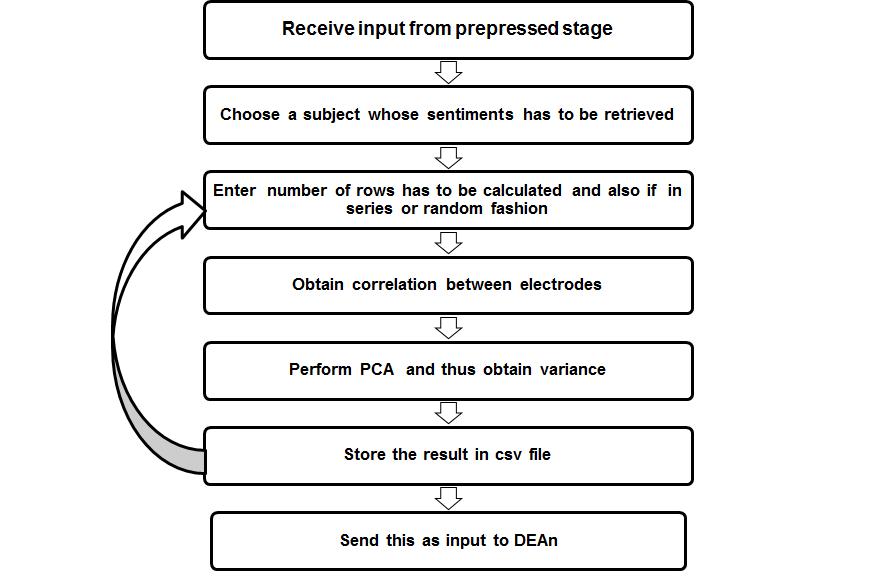 Receive input from prepressed stage
Choose a subject whose sentiments has to be retrieved
Enter number of rows has to be calculated and also if in
series or random fashion
Obtain correlation between electrodes
Perform PCA and thus obtain variance
Store the result in csv file
Send this as input to DEAn